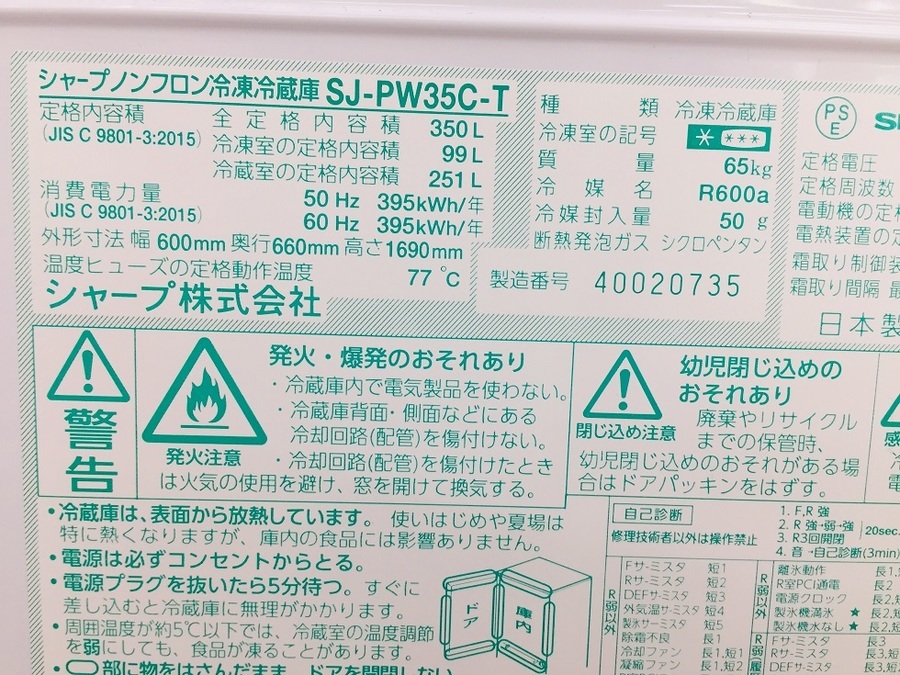 シャープノンフロン冷凍冷蔵庫 SJ-PW35C-T
定格内容積
(JIS C 9801-3:2015)
全定格内容積 350 L
冷凍室の定格内容積 99 L
冷蔵室の定格内容積 251 L
消費電力量
(JIS C 9801-3:2015)
50 Hz 395kWh/年
60 Hz 395kWh/年
外形寸法 幅 600mm 奥行660mm 高さ1690mm
温度ヒューズの定格動作温度 77 ℃
シャープ株式会社
種類 冷凍冷蔵庫
冷凍室の記号 * ***
質量 65kg
冷媒名 R600a
冷媒封入量 50 g
断熱発泡ガス シクロペンタン
製造番号 40020735
PSE
定格電圧
定格周波数
電動機の定格
電熱装置の定
霜取り制御装
霜取り間隔 最
日本製
警告
発火注意
発火・爆発のおそれあり
・冷蔵庫内で電気製品を使わない。
・冷蔵庫背面・側面などにある
冷却回路(配管)を傷付けない。
・冷却回路(配管)を傷付けたとき
は火気の使用を避け、窓を開けて換気する。
閉じ込め注意
幼児閉じ込めの
おそれあり
廃棄やリサイクル
までの保管時、
幼児閉じ込めのおそれがある場
合はドアパッキンをはずす。
感
・冷蔵庫は、表面から放熱しています。 使いはじめや夏場は
特に熱くなりますが、庫内の食品には影響ありません。
・電源は必ずコンセントからとる。
・電源プラグを抜いたら5分待つ。すぐに
差し込むと冷蔵庫に無理がかかります。
・周囲温度が約5℃以下では、冷蔵室の温度調節
を弱にしても、食品が凍ることがあります。
ドア
庫内
自己診断
修理技術者以外は操作禁止
1. F,R 強
2. R 強→弱→強
3. R3回開閉
4. 音→自己診断(3min)
20sec.
R弱以外
Fサーミスタ 短1
Rサーミスタ 短2
DEFサーミスタ 短3
外気温サーミスタ 短4
製氷サーミスタ 短5
除霜不良 長1
冷却ファン 長1,短1
凝縮ファン 長1,短2
離氷動作
R室PCI通電 長2
電源クロック
製氷機満氷 ★
製氷機水なし ★
Fサーミスタ
Rサーミスタ
DEFサーミスタ